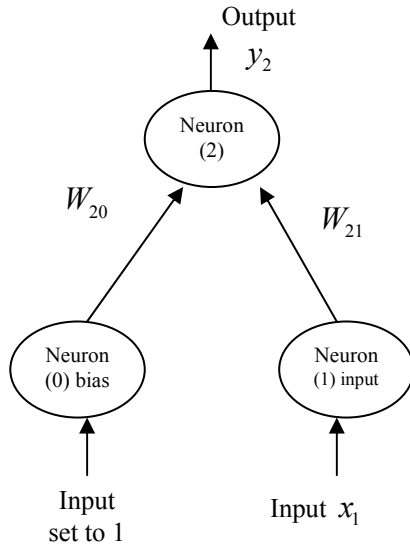 Output
y₂
Neuron
(2)
W₂₀
W₂₁
Neuron
(0) bias
Neuron
(1) input
Input
set to 1
Input x₁